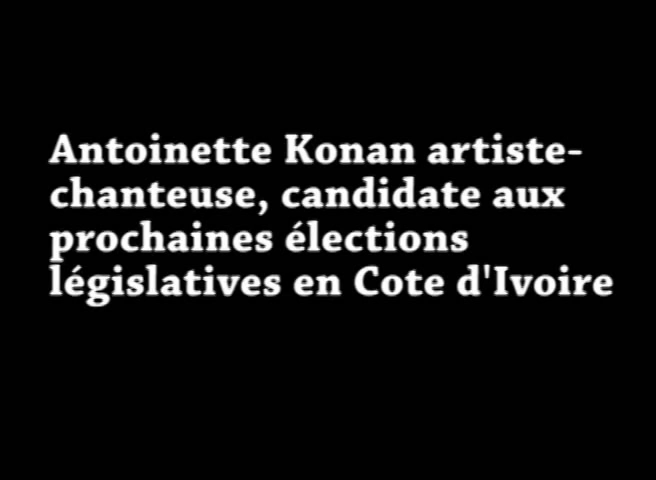 Antoinette Konan artiste-
chanteuse, candidate aux
prochaines élections
législatives en Cote d'Ivoire